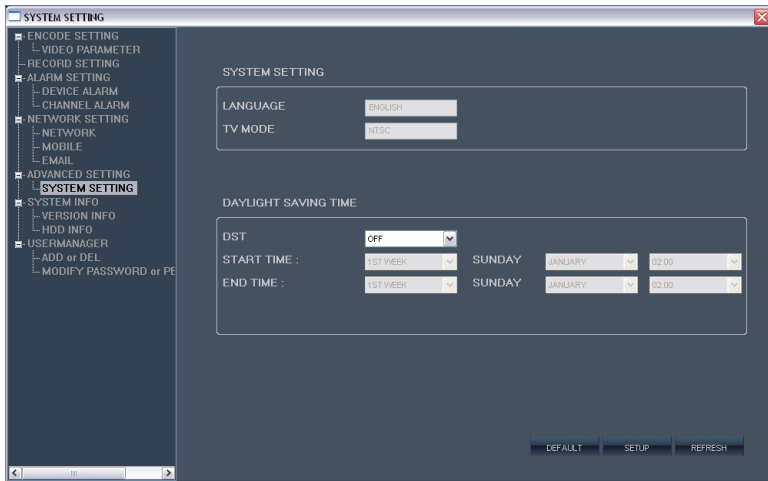 SYSTEM SETTING
ENCODE SETTING
VIDEO PARAMETER
RECORD SETTING
ALARM SETTING
DEVICE ALARM
CHANNEL ALARM
NETWORK SETTING
NETWORK
MOBILE
EMAIL
ADVANCED SETTING
SYSTEM SETTING
SYSTEM INFO
VERSION INFO
HDD INFO
USERMANAGER
ADD or DEL
MODIFY PASSWORD or PE
SYSTEM SETTING
LANGUAGE ENGLISH
TV MODE NTSC
DAYLIGHT SAVING TIME
DST OFF
START TIME : 1ST WEEK SUNDAY JANUARY 02:00
END TIME : 1ST WEEK SUNDAY JANUARY 02:00
DEFAULT SETUP REFRESH